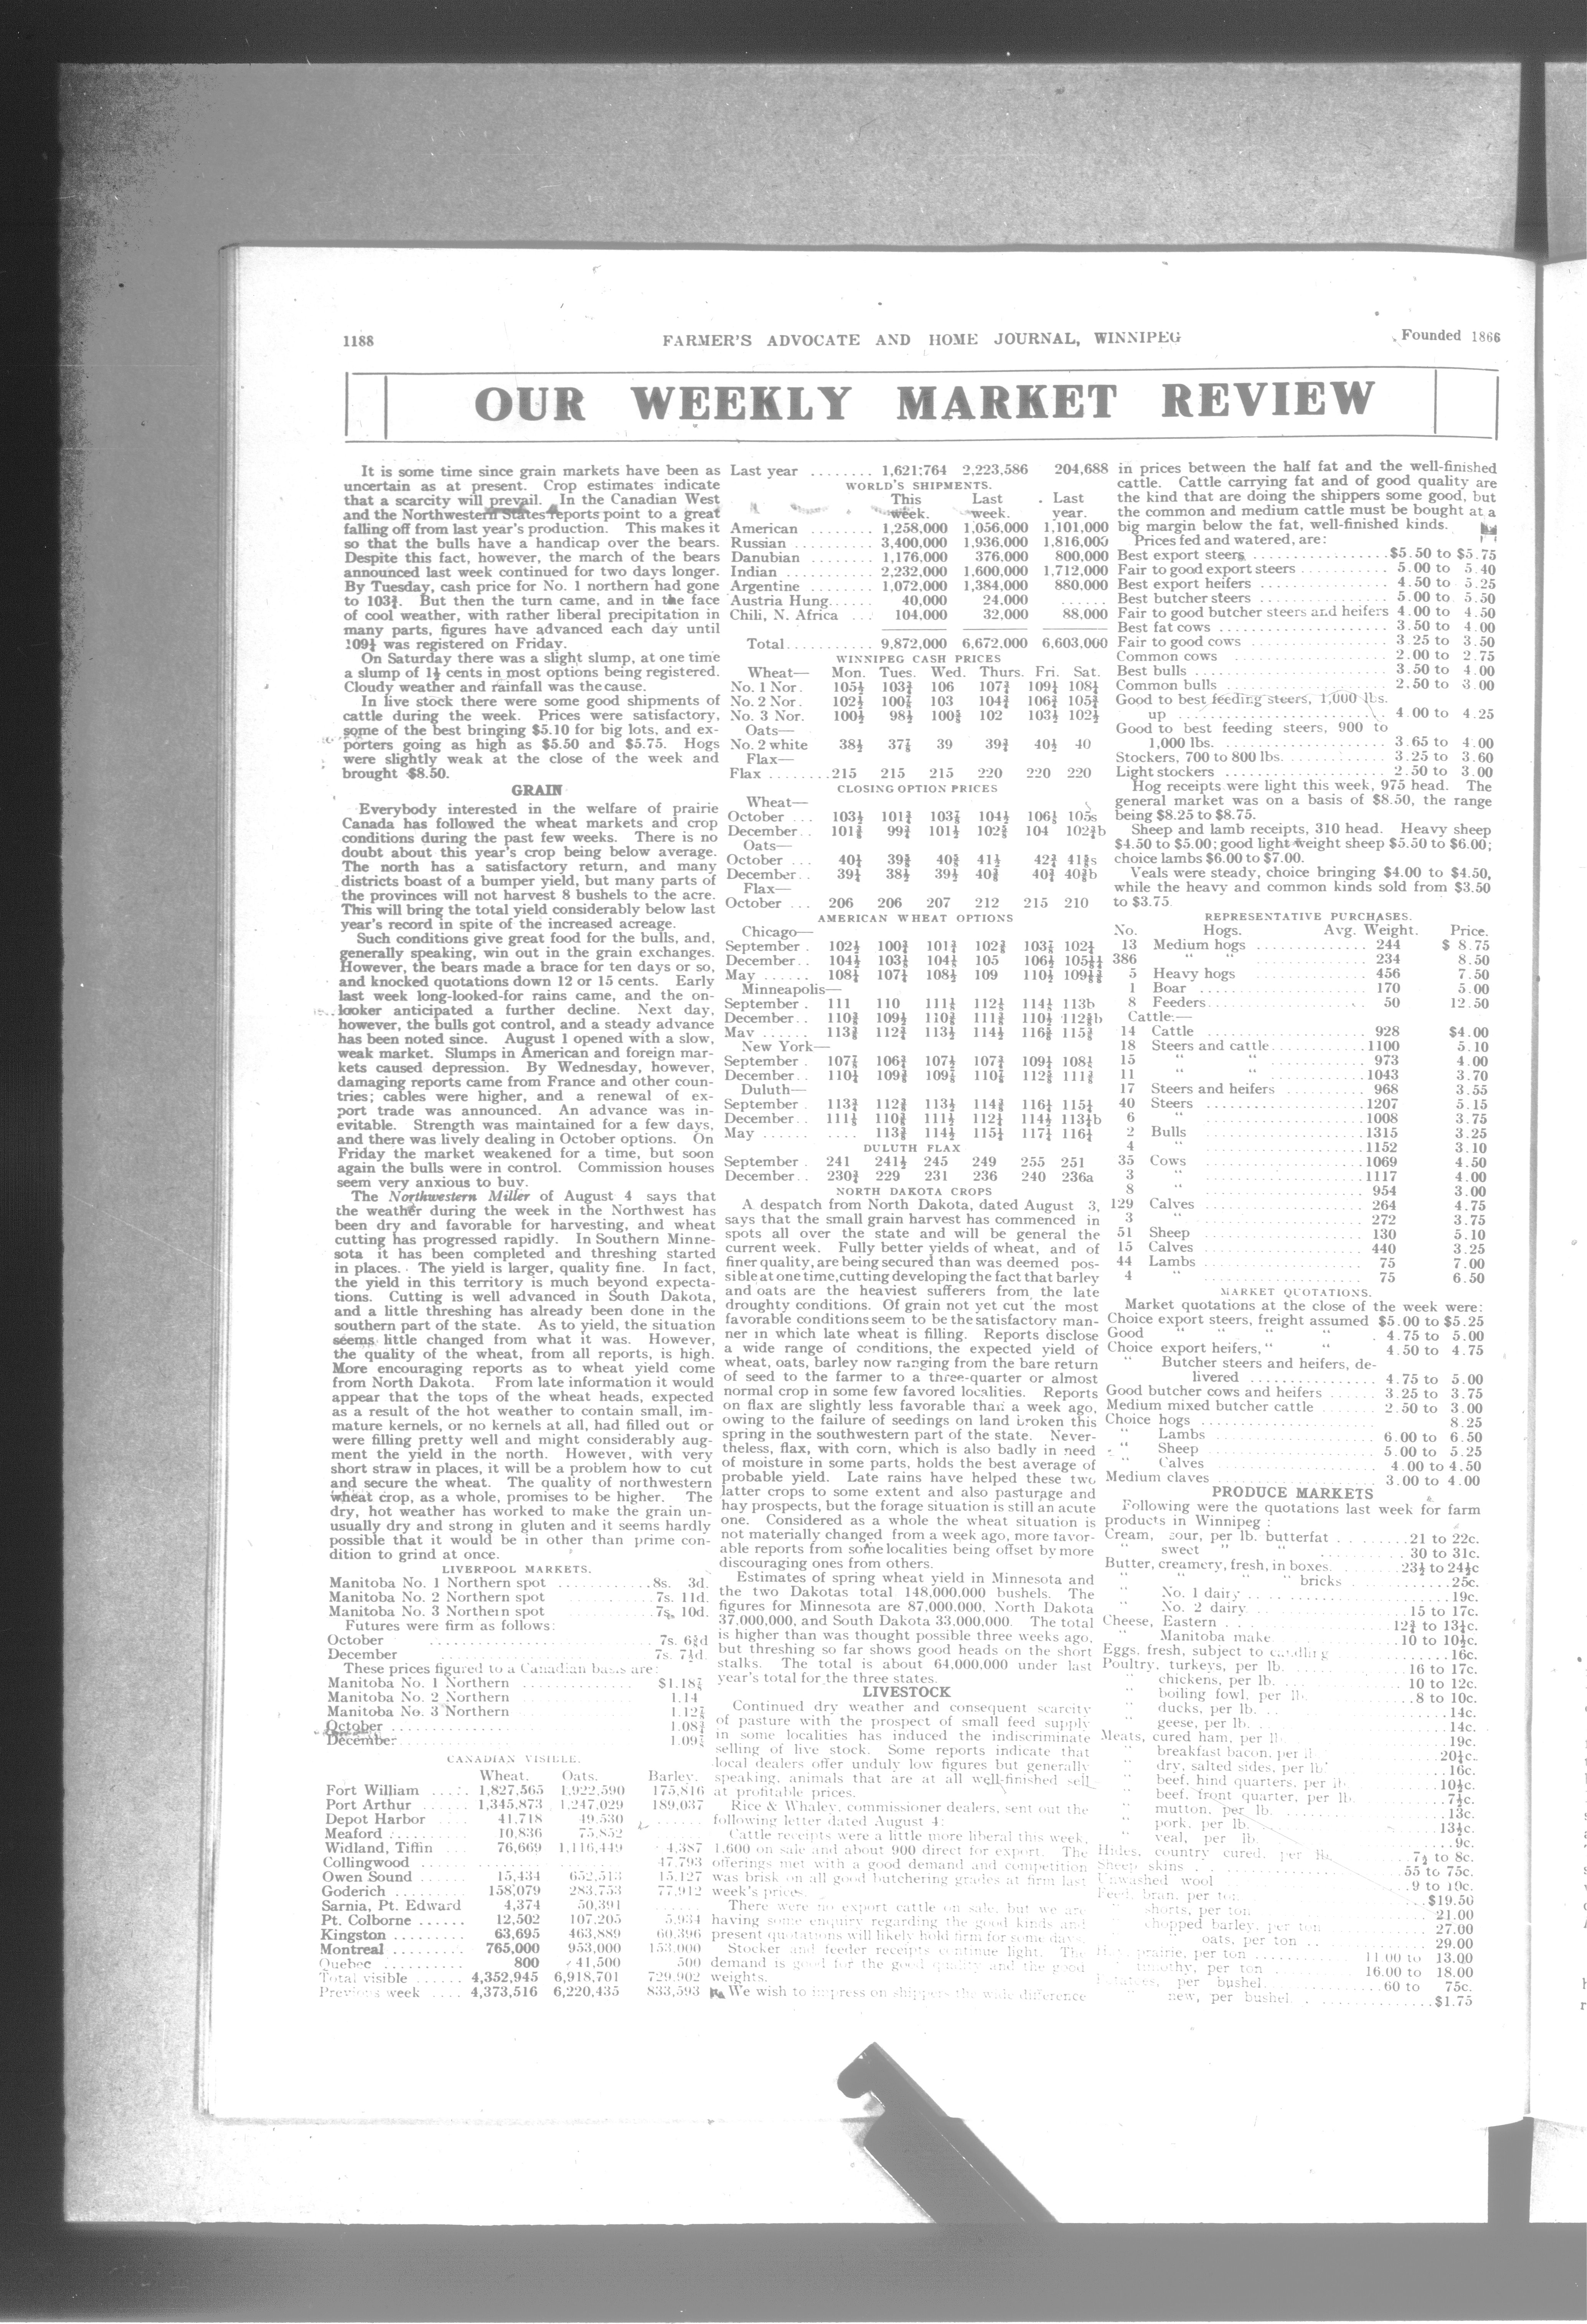 1188
FARMER'S ADVOCATE AND HOME JOURNAL, WINNIPEG
Founded 1866
OUR WEEKLY MARKET REVIEW
It is some time since grain markets have been as
uncertain as at present. Crop estimates indicate
that a scarcity will prevail. In the Canadian West
and the Northwestern States reports point to a great
falling off from last year's production. This makes it
so that the bulls have a handicap over the bears.
Despite this fact, however, the march of the bears
announced last week continued for two days longer.
By Tuesday, cash price for No. 1 northern had gone
to 103¾. But then the turn came, and in the face
of cool weather, with rather liberal precipitation in
many parts, figures have advanced each day until
109¼ was registered on Friday.
On Saturday there was a slight slump, at one time
a slump of 1½ cents in most options being registered.
Cloudy weather and rainfall was the cause.
In live stock there were some good shipments of
cattle during the week. Prices were satisfactory,
some of the best bringing $5.10 for big lots, and ex-
porters going as high as $5.50 and $5.75. Hogs
were slightly weak at the close of the week and
brought $8.50.
GRAIN
Everybody interested in the welfare of prairie
Canada has followed the wheat markets and crop
conditions during the past few weeks. There is no
doubt about this year's crop being below average.
The north has a satisfactory return, and many
districts boast of a bumper yield, but many parts of
the provinces will not harvest 8 bushels to the acre.
This will bring the total yield considerably below last
year's record in spite of the increased acreage.
Such conditions give great food for the bulls, and,
generally speaking, win out in the grain exchanges.
However, the bears made a brace for ten days or so,
and knocked quotations down 12 or 15 cents. Early
last week long-looked-for rains came, and the on-
looker anticipated a further decline. Next day,
however, the bulls got control, and a steady advance
has been noted since. August 1 opened with a slow,
weak market. Slumps in American and foreign mar-
kets caused depression. By Wednesday, however,
damaging reports came from France and other coun-
tries; cables were higher, and a renewal of ex-
port trade was announced. An advance was in-
evitable. Strength was maintained for a few days,
and there was lively dealing in October options. On
Friday the market weakened for a time, but soon
again the bulls were in control. Commission houses
seem very anxious to buy.
The Northwestern Miller of August 4 says that
the weather during the week in the Northwest has
been dry and favorable for harvesting, and wheat
cutting has progressed rapidly. In Southern Minne-
sota it has been completed and threshing started
in places. The yield is larger, quality fine. In fact,
the yield in this territory is much beyond expecta-
tions. Cutting is well advanced in South Dakota,
and a little threshing has already been done in the
southern part of the state. As to yield, the situation
seems little changed from what it was. However,
the quality of the wheat, from all reports, is high.
More encouraging reports as to wheat yield come
from North Dakota. From late information it would
appear that the tops of the wheat heads, expected
as a result of the hot weather to contain small, im-
mature kernels, or no kernels at all, had filled out or
were filling pretty well and might considerably aug-
ment the yield in the north. However, with very
short straw in places, it will be a problem how to cut
and secure the wheat. The quality of northwestern
wheat crop, as a whole, promises to be higher. The
dry, hot weather has worked to make the grain un-
usually dry and strong in gluten and it seems hardly
possible that it would be in other than prime con-
dition to grind at once.
LIVERPOOL MARKETS.
Manitoba No. 1 Northern spot ........... 8s. 3d.
Manitoba No. 2 Northern spot ........... 7s. 11d.
Manitoba No. 3 Northern spot ........... 7s. 10d.
Futures were firm as follows:
October ........... 7s. 6¾d
December ........... 7s. 7¼d.
These prices figured to a Canadian basis are:
Manitoba No. 1 Northern ........... $1.18⅞
Manitoba No. 2 Northern 1.14
Manitoba No. 3 Northern 1.12⅞
October ........... 1.08¾
December ........... 1.09¾
CANADIAN VISIBLE.
Wheat. Oats. Barley.
Fort William .... 1,827,565 1,922,590 175,816
Port Arthur ...... 1,345,873 1,247,029 189,037
Depot Harbor .... 41,718 49,530 ......
Meaford ........ 10,836 75,852
Widland, Tiffin ... 76,669 1,116,449 4,387
Collingwood ........ 47,793
Owen Sound ...... 15,434 652,513 15,127
Goderich ......... 158,079 283,753 77,912
Sarnia, Pt. Edward 4,374 50,391 ......
Pt. Colborne ...... 12,502 107,205 5,934
Kingston ......... 63,695 463,889 60,396
Montreal ......... 765,000 953,000 153,000
Quebec .......... 800 41,500 500
Total visible ...... 4,352,945 6,918,701 729,902
Previous week .... 4,373,516 6,220,435 833,593
Last year ........ 1,621;764 2,223,586 204,688
WORLD'S SHIPMENTS.
This Last Last
week. week. year.
American ........ 1,258,000 1,056,000 1,101,000
Russian .......... 3,400,000 1,936,000 1,816,000
Danubian ........ 1,176,000 376,000 800,000
Indian ........... 2,232,000 1,600,000 1,712,000
Argentine ........ 1,072,000 1,384,000 880,000
Austria Hung...... 40,000 24,000 ......
Chili, N. Africa ... 104,000 32,000 88,000
Total........... 9,872,000 6,672,000 6,603,060
WINNIPEG CASH PRICES
Wheat— Mon. Tues. Wed. Thurs. Fri. Sat.
No. 1 Nor. 105½ 103¾ 106 107¾ 109¼ 108¼
No. 2 Nor. 102½ 100⅞ 103 104¾ 106¾ 105¾
No. 3 Nor. 100½ 98½ 100⅝ 102 103½ 102½
Oats—
No. 2 white 38½ 37⅞ 39 39¾ 40½ 40
Flax—
Flax ........215 215 215 220 220 220
CLOSING OPTION PRICES
Wheat—
October ... 103½ 101¾ 103⅞ 104½ 106½ 105s
December.. 101⅜ 99¾ 101½ 102⅝ 104 102¾b
Oats—
October ... 40¼ 39⅝ 40⅝ 41½ 42¾ 41⅝s
December.. 39¼ 38½ 39½ 40⅜ 40¾ 40⅜b
Flax—
October ... 206 206 207 212 215 210
AMERICAN WHEAT OPTIONS
Chicago—
September . 102½ 100¾ 101¾ 102⅜ 103⅞ 102¼
December.. 104½ 103¼ 104⅛ 105 106½
May ...... 108¼ 107¼ 108½ 109 110½
Minneapolis—
September . 111 110 111⅛ 112⅛ 114¼ 113b
December.. 110⅜ 109½ 110⅜ 111⅜ 110½ 112⅝b
May ...... 113⅜ 112¾ 113½ 114½ 116⅜ 115⅜
New York—
September . 107⅞ 106¾ 107½ 107¾ 109¼ 108¼
December.. 110¼ 109⅜ 109⅞ 110⅞ 112⅝ 111⅜
Duluth—
September . 113¾ 112⅜ 113½ 114⅜ 116¼ 115¼
December.. 111⅛ 110⅜ 111½ 112¼ 114½ 113¼b
May ...... .... 113⅜ 114½ 115¼ 117¼ 116¼
DULUTH FLAX
September . 241 241½ 245 249 255 251
December.. 230¾ 229 231 236 240 236a
NORTH DAKOTA CROPS
A despatch from North Dakota, dated August 3,
says that the small grain harvest has commenced in
spots all over the state and will be general the
current week. Fully better yields of wheat, and of
finer quality, are being secured than was deemed pos-
sible at one time, cutting developing the fact that barley
and oats are the heaviest sufferers from the late
droughty conditions. Of grain not yet cut the most
favorable conditions seem to be the satisfactory man-
ner in which late wheat is filling. Reports disclose
a wide range of conditions, the expected yield of
wheat, oats, barley now ranging from the bare return
of seed to the farmer to a three-quarter or almost
normal crop in some few favored localities. Reports
on flax are slightly less favorable than a week ago,
owing to the failure of seedings on land broken this
spring in the southwestern part of the state. Never-
theless, flax, with corn, which is also badly in need
of moisture in some parts, holds the best average of
probable yield. Late rains have helped these two
latter crops to some extent and also pasturage and
hay prospects, but the forage situation is still an acute
one. Considered as a whole the wheat situation is
not materially changed from a week ago, more favor-
able reports from some localities being offset by more
discouraging ones from others.
Estimates of spring wheat yield in Minnesota and
the two Dakotas total 148,000,000 bushels. The
figures for Minnesota are 87,000,000, North Dakota
37,000,000, and South Dakota 33,000,000. The total
is higher than was thought possible three weeks ago,
but threshing so far shows good heads on the short
stalks. The total is about 64,000,000 under last
year's total for the three states.
LIVESTOCK
Continued dry weather and consequent scarcity
of pasture with the prospect of small feed supply
in some localities has induced the indiscriminate
selling of live stock. Some reports indicate that
local dealers offer unduly low figures but generally
speaking, animals that are at all well-finished sell
at profitable prices.
Rice & Whaley, commissioner dealers, sent out the
following letter dated August 4:
Cattle receipts were a little more liberal this week,
1,600 on sale and about 900 direct for export. The
offerings met with a good demand and competition
was brisk on all good butchering grades at firm last
week's prices.
There were no export cattle on sale, but we are
having some enquiry regarding the good kinds and
present quotations will likely hold firm for some days.
Stocker and feeder receipts continue light. The
demand is good for the good quality and the good
weights.
We wish to impress on shippers the wide difference
in prices between the half fat and the well-finished
cattle. Cattle carrying fat and of good quality are
the kind that are doing the shippers some good, but
the common and medium cattle must be bought at a
big margin below the fat, well-finished kinds.
Prices fed and watered, are:
Best export steers ................ $5.50 to $5.75
Fair to good export steers ........... 5.00 to 5.40
Best export heifers ................ 4.50 to 5.25
Best butcher steers ................ 5.00 to 5.50
Fair to good butcher steers and heifers 4.00 to 4.50
Best fat cows ..................... 3.50 to 4.00
Fair to good cows ................. 3.25 to 3.50
Common cows ................... 2.00 to 2.75
Best bulls ........................ 3.50 to 4.00
Common bulls .................... 2.50 to 3.00
Good to best feeding steers, 1,000 lbs.
up .......................... 4.00 to 4.25
Good to best feeding steers, 900 to
1,000 lbs. ..................... 3.65 to 4.00
Stockers, 700 to 800 lbs. ............ 3.25 to 3.60
Light stockers .................... 2.50 to 3.00
Hog receipts were light this week, 975 head. The
general market was on a basis of $8.50, the range
being $8.25 to $8.75.
Sheep and lamb receipts, 310 head. Heavy sheep
$4.50 to $5.00; good light weight sheep $5.50 to $6.00;
choice lambs $6.00 to $7.00.
Veals were steady, choice bringing $4.00 to $4.50,
while the heavy and common kinds sold from $3.50
to $3.75.
REPRESENTATIVE PURCHASES.
No. Hogs. Avg. Weight. Price.
13 Medium hogs ............. 244 $ 8.75
386 " " ............. 234 8.50
5 Heavy hogs ............. 456 7.50
1 Boar ............. 170 5.00
8 Feeders............. 50 12.50
Cattle.—
14 Cattle ............. 928 $4.00
18 Steers and cattle............1100 5.10
15 " " ............. 973 4.00
11 " " .............1043 3.70
17 Steers and heifers ............. 968 3.55
40 Steers .............1207 5.15
6 " .............1008 3.75
2 Bulls .............1315 3.25
4 " .............1152 3.10
35 Cows .............1069 4.50
3 " .............1117 4.00
8 " ............. 954 3.00
129 Calves ............. 264 4.75
3 " ............. 272 3.75
51 Sheep ............. 130 5.10
15 Calves ............. 440 3.25
44 Lambs ............. 75 7.00
4 " ............. 75 6.50
MARKET QUOTATIONS.
Market quotations at the close of the week were:
Choice export steers, freight assumed $5.00 to $5.25
Good " " " " . 4.75 to 5.00
Choice export heifers, " " 4.50 to 4.75
" Butcher steers and heifers, de-
livered ............... 4.75 to 5.00
Good butcher cows and heifers ...... 3.25 to 3.75
Medium mixed butcher cattle ...... 2.50 to 3.00
Choice hogs ............... 8.25
" Lambs ............... 6.00 to 6.50
" Sheep ............... 5.00 to 5.25
" Calves ............... 4.00 to 4.50
Medium claves ............... 3.00 to 4.00
PRODUCE MARKETS
Following were the quotations last week for farm
products in Winnipeg:
Cream, sour, per lb. butterfat ........21 to 22c.
" swect " " ........ 30 to 31c.
Butter, creamery, fresh, in boxes. ...23½ to 24½c
" " " " bricks ........25c.
" No. 1 dairy ........19c.
" No. 2 dairy ........ 15 to 17c.
Cheese, Eastern ... 12¾ to 13¼c.
" Manitoba make ... 10 to 10½c.
Eggs, fresh, subject to candling ...16c.
Poultry, turkeys, per lb. ... 16 to 17c.
" chickens, per lb. ... 10 to 12c.
" boiling fowl, per lb. ...8 to 10c.
" ducks, per lb. ...14c.
" geese, per lb. ...14c.
Meats, cured ham, per lb. ...19c.
" breakfast bacon, per lb. ...20½c.
" dry, salted sides, per lb. ...16c.
" beef, hind quarters, per lb. ...10½c.
" beef, front quarter, per lb. ...7½c.
" mutton, per lb. ...13c.
" pork, per lb. ...13½c.
" veal, per lb. ...9c.
Hides, country cured, per lb. ...7½ to 8c.
Sheep skins ... 55 to 75c.
Unwashed wool ...9 to 10c.
Feed, bran, per ton ...$19.50
" shorts, per ton ... 21.00
" chopped barley, per ton ... 27.00
" " oats, per ton ... 29.00
prairie, per ton ......... 11.00 to 13.00
timothy, per ton ......... 16.00 to 18.00
Potatoes, per bushel .........60 to 75c.
" new, per bushel .........$1.75